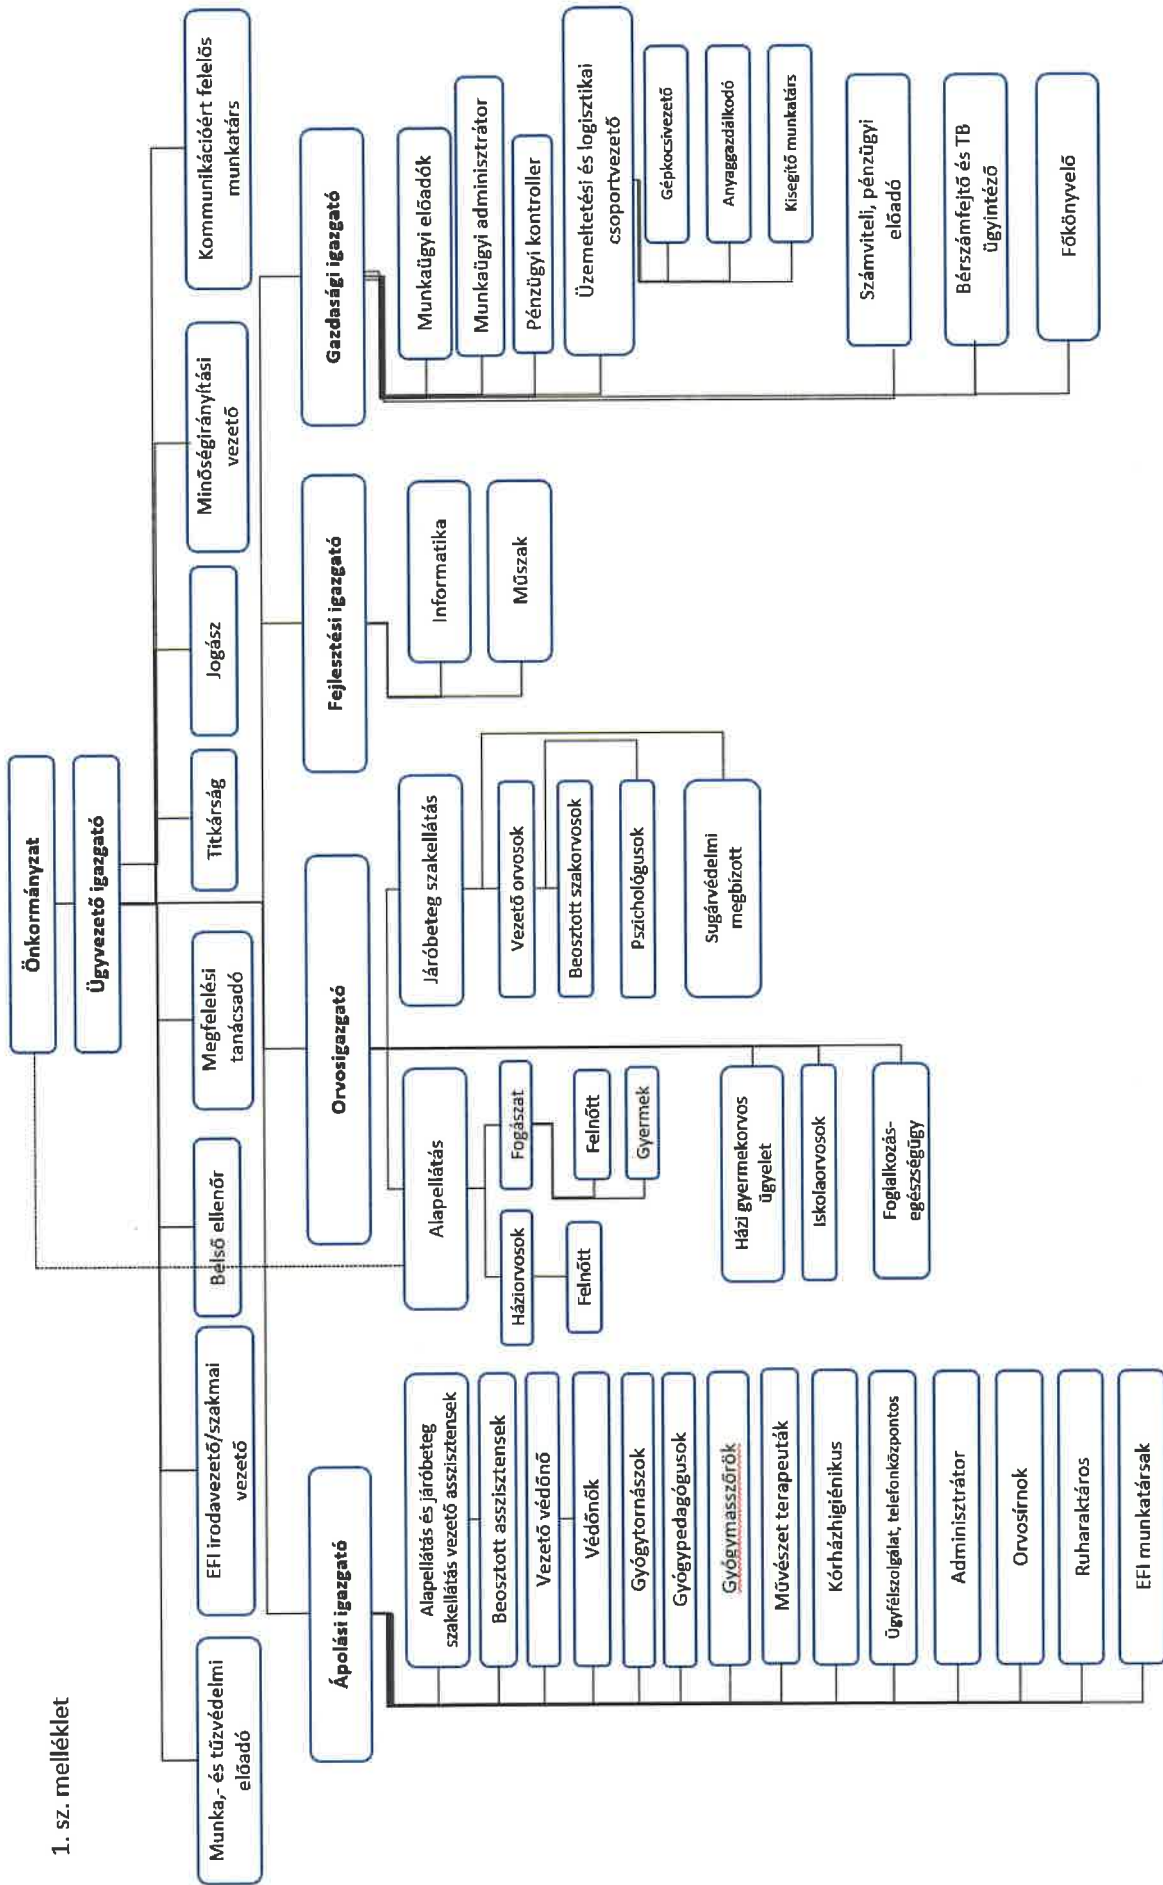 1. sz. melléklet
Önkormányzat
Ügyvezető igazgató
Munka,- és tűzvédelmi
előadó
EFI irodavezető/szakmai
vezető
Belső ellenőr
Megfelelési
tanácsadó
Titkárság
Jogász
Minőségirányítási
vezető
Kommunikációért felelős
munkatárs
Ápolási igazgató
Alapellátás és járóbeteg
szakellátás vezető asszisztensek
Beosztott asszisztensek
Vezető védőnő
Védőnők
Gyógytornászok
Gyógypedagógusok
Gyógymasszőrök
Művészet terapeuták
Kórházhigiénikus
Ügyfélszolgálat, telefonközpontos
Adminisztrátor
Orvosírnok
Ruharaktáros
EFI munkatársak
Orvosigazgató
Alapellátás
Háziorvosok
Felnőtt
Fogászat
Felnőtt
Gyermek
Házi gyermekorvos
ügyelet
Iskolaorvosok
Foglalkozás-
egészségügy
Járóbeteg szakellátás
Vezető orvosok
Beosztott szakorvosok
Pszichológusok
Sugárvédelmi
megbízott
Fejlesztési igazgató
Informatika
Műszak
Gazdasági igazgató
Munkaügyi előadók
Munkaügyi adminisztrátor
Pénzügyi kontroller
Üzemeltetési és logisztikai
csoportvezető
Gépkocsivezető
Anyaggazdálkodó
Kisegítő munkatárs
Számviteli, pénzügyi
előadó
Bérszámfejtő és TB
ügyintéző
Főkönyvelő